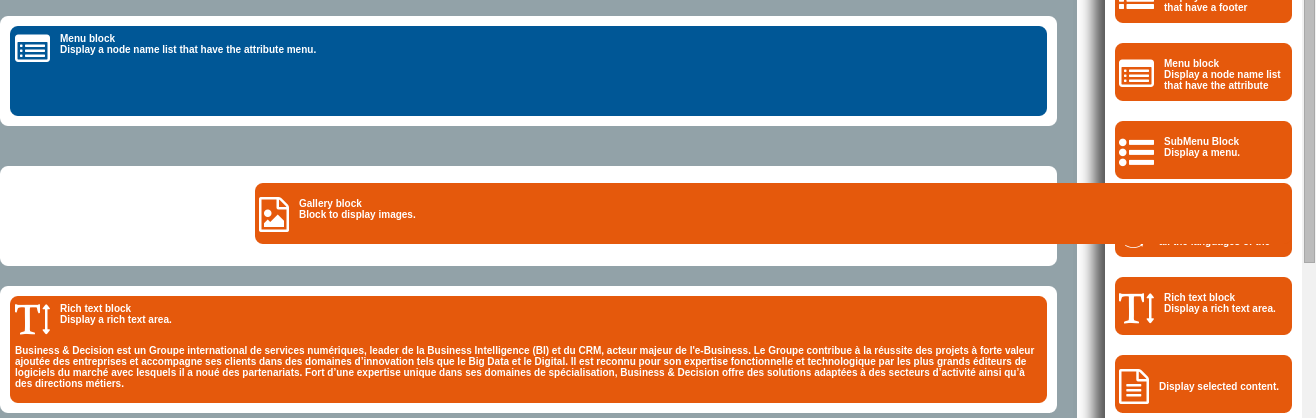 Menu block
Display a node name list that have the attribute menu.
Gallery block
Block to display images.
Rich text block
Display a rich text area.
Business & Decision est un Groupe international de services numériques, leader de la Business Intelligence (BI) et du CRM, acteur majeur de l'e-Business. Le Groupe contribue à la réussite des projets à forte valeur
ajoutée des entreprises et accompagne ses clients dans des domaines d'innovation tels que le Big Data et le Digital. Il est reconnu pour son expertise fonctionnelle et technologique par les plus grands éditeurs de
logiciels du marché avec lesquels il a noué des partenariats. Fort d'une expertise unique dans ses domaines de spécialisation, Business & Decision offre des solutions adaptées à des secteurs d'activité ainsi qu'à
des directions métiers.
that have a footer
Menu block
Display a node name list
that have the attribute
SubMenu Block
Display a menu.
Rich text block
Display a rich text area.
Display selected content.